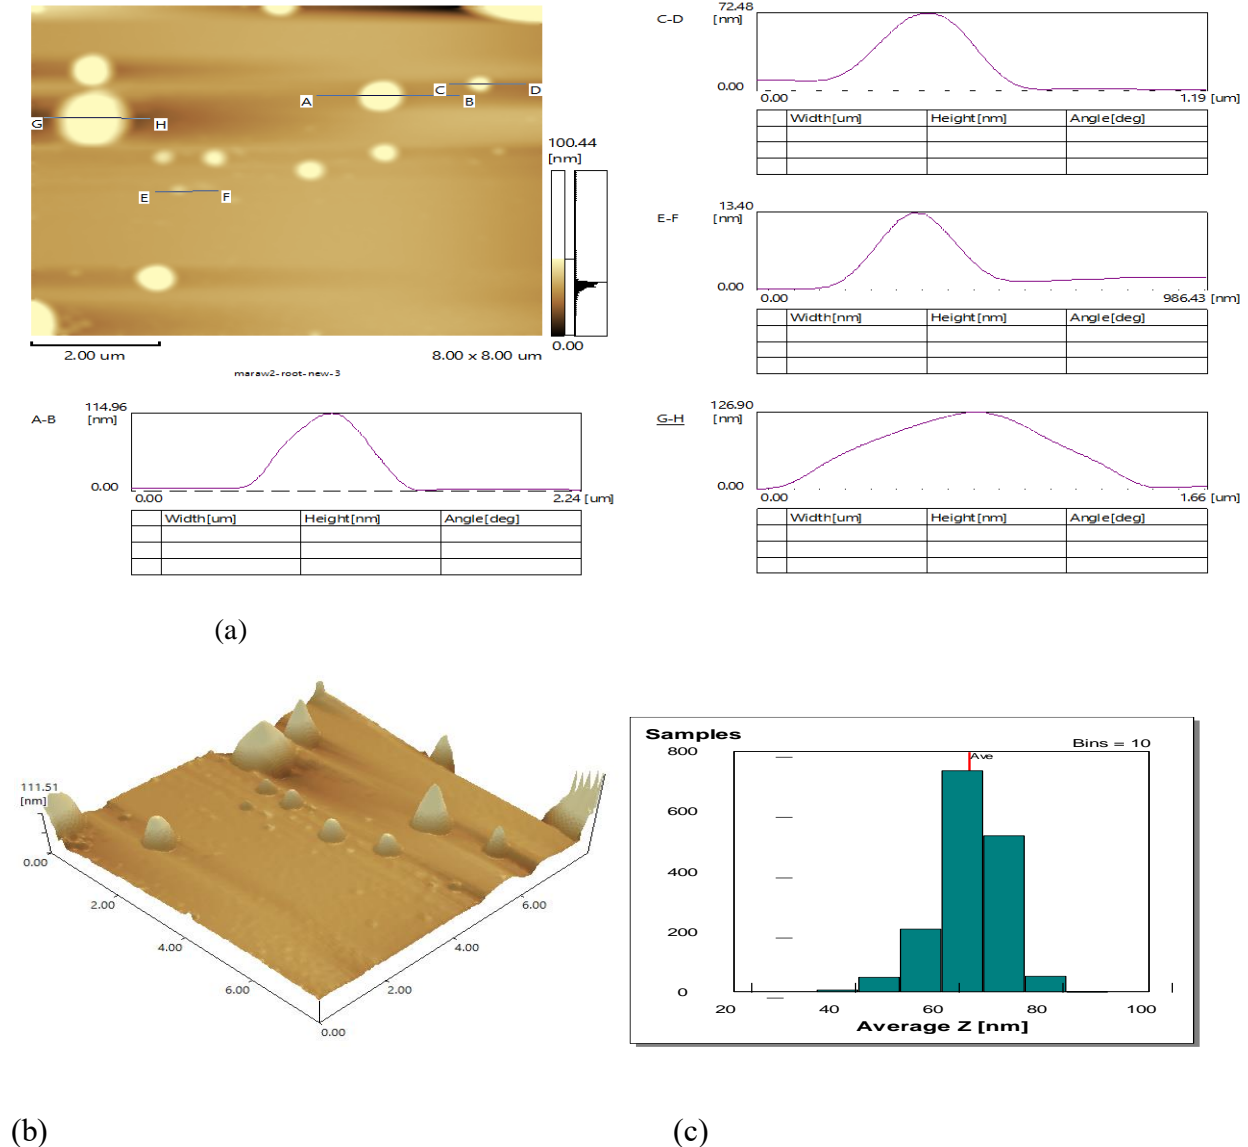 C
D
A
B
G
H
E
F
100.44
[nm]
0.00
2.00 um
8.00 x 8.00 um
maraw2-root-new-3
A-B
114.96
[nm]
0.00
0.00
2.24 [um]
Width[um] Height[nm] Angle[deg]
C-D
72.48
[nm]
0.00
0.00
1.19 [um]
Width[um] Height[nm] Angle[deg]
E-F
13.40
[nm]
0.00
0.00
986.43 [nm]
Width[nm] Height[nm] Angle[deg]
G-H
126.90
[nm]
0.00
0.00
1.66 [um]
Width[um] Height[nm] Angle[deg]
(a)
111.51
[nm]
0.00
2.00
4.00
6.00
0.00
2.00
4.00
6.00
(b)
Samples
Bins = 10
Ave
800
600
400
200
0
20 40 60 80 100
Average Z [nm]
(c)